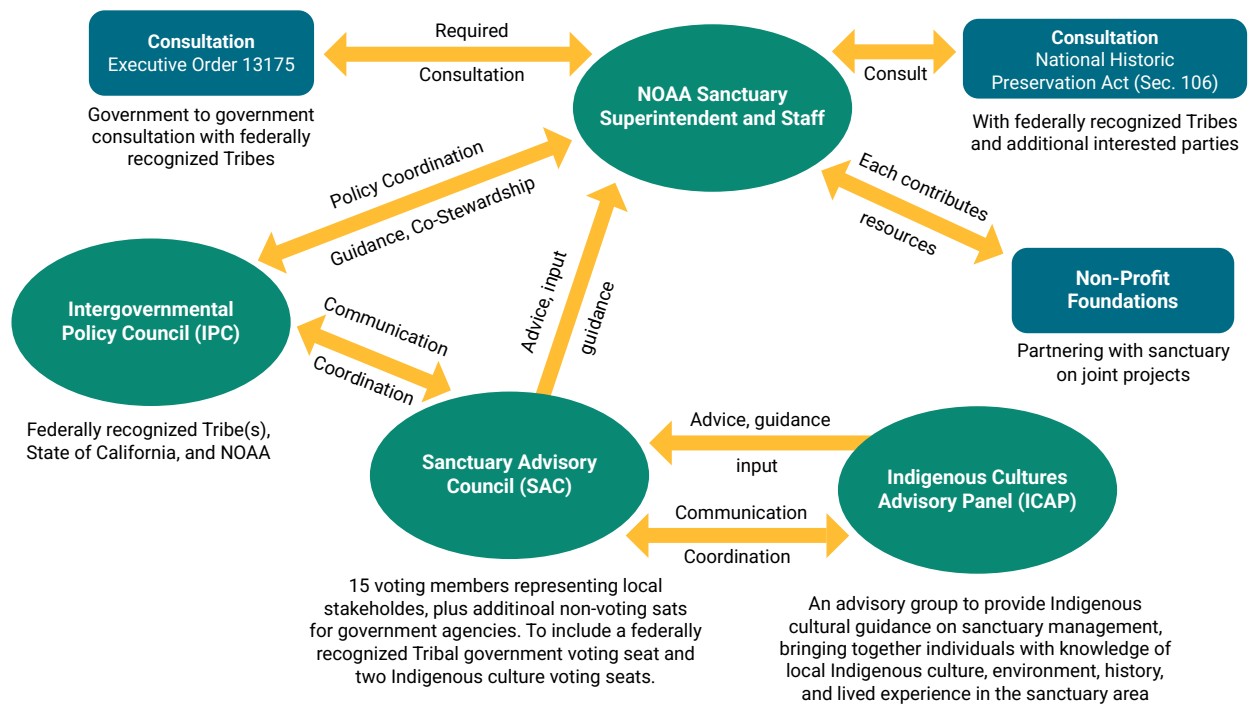 Consultation
Executive Order 13175
Government to government
consultation with federally
recognized Tribes
Required
Consultation
NOAA Sanctuary
Superintendent and Staff
Consult
Consultation
National Historic
Preservation Act (Sec. 106)
With federally recognized Tribes
and additional interested parties
Policy Coordination
Guidance, Co-Stewardship
Each contributes
resources
Non-Profit
Foundations
Partnering with sanctuary
on joint projects
Intergovernmental
Policy Council (IPC)
Federally recognized Tribe(s),
State of California, and NOAA
Communication
Coordination
Advice, input
guidance
Sanctuary Advisory
Council (SAC)
15 voting members representing local
stakeholdes, plus additinoal non-voting sats
for government agencies. To include a federally
recognized Tribal government voting seat and
two Indigenous culture voting seats.
Advice, guidance
input
Communication
Coordination
Indigenous Cultures
Advisory Panel (ICAP)
An advisory group to provide Indigenous
cultural guidance on sanctuary management,
bringing together individuals with knowledge of
local Indigenous culture, environment, history,
and lived experience in the sanctuary area